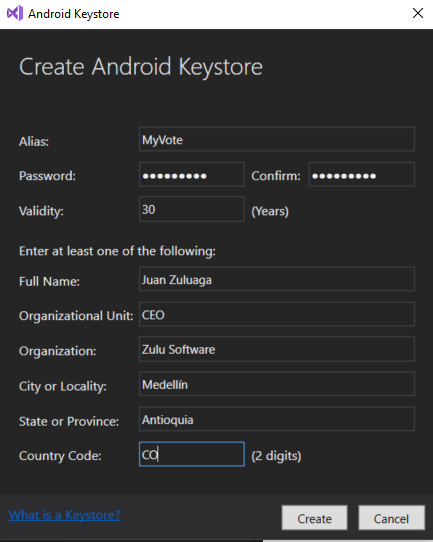 Android Keystore
Create Android Keystore
Alias: MyVote
Password: ●●●●●●●●● Confirm: ●●●●●●●●●
Validity: 30 (Years)
Enter at least one of the following:
Full Name: Juan Zuluaga
Organizational Unit: CEO
Organization: Zulu Software
City or Locality: Medellín
State or Province: Antioquia
Country Code: CO (2 digits)
What is a Keystore? Create Cancel